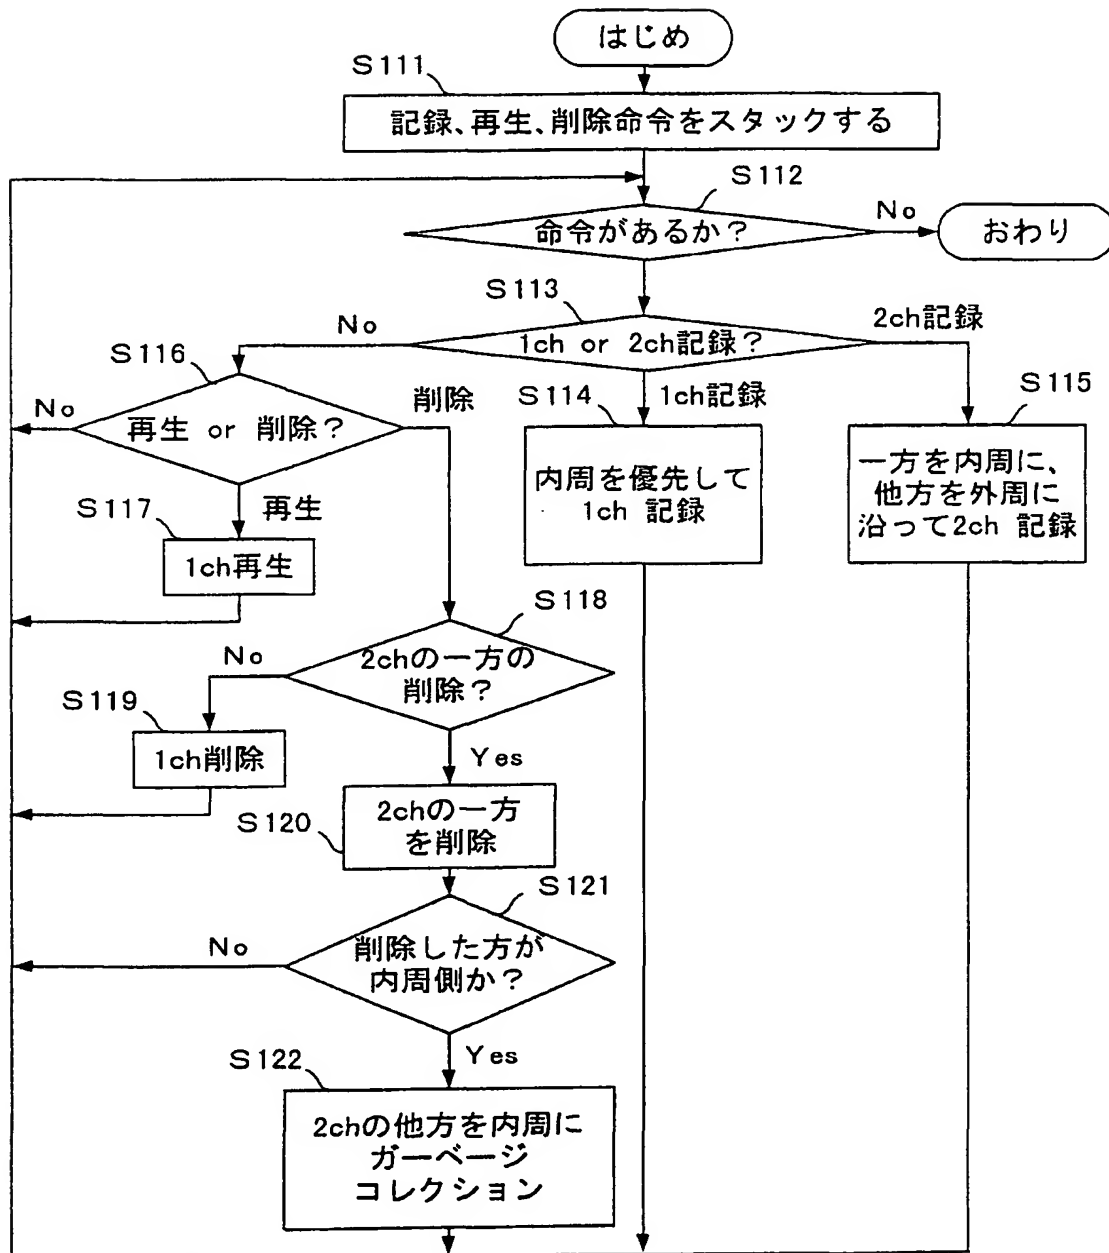 はじめ
S111
記録、再生、削除命令をスタックする
S112
命令があるか?
No
おわり
S113
No
1ch or 2ch記録?
2ch記録
S116
No
再生 or 削除?
削除
S114
1ch記録
S115
内周を優先して
1ch 記録
一方を内周に、
他方を外周に
沿って2ch 記録
S117
再生
1ch再生
S118
No
2chの一方の
削除?
S119
1ch削除
Yes
S120
2chの一方
を削除
S121
No
削除した方が
内周側か?
S122
Yes
2chの他方を内周に
ガーベージ
コレクション